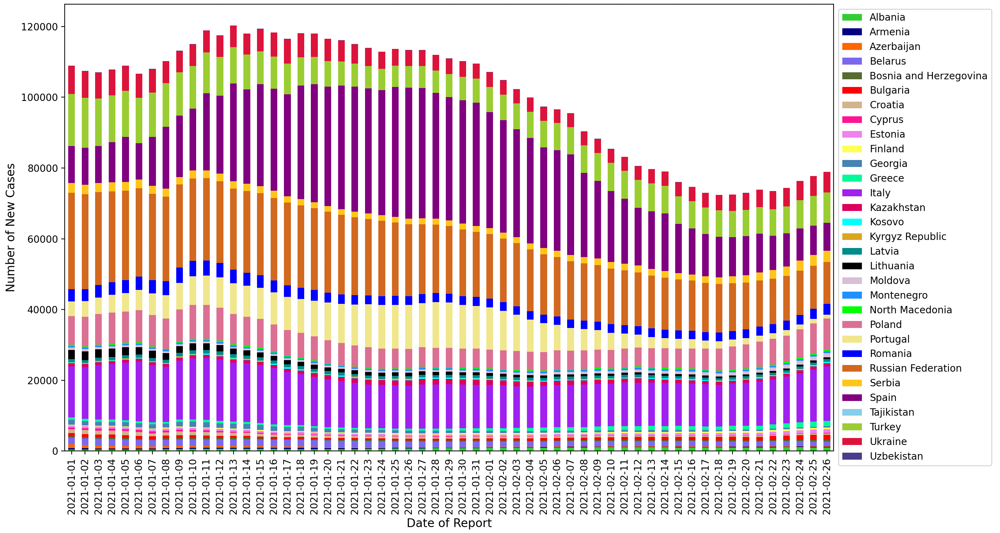 Number of New Cases
120000
100000
80000
60000
40000
20000
0
2021-01-01
2021-01-02
2021-01-03
2021-01-04
2021-01-05
2021-01-06
2021-01-07
2021-01-08
2021-01-09
2021-01-10
2021-01-11
2021-01-12
2021-01-13
2021-01-14
2021-01-15
2021-01-16
2021-01-17
2021-01-18
2021-01-19
2021-01-20
2021-01-21
2021-01-22
2021-01-23
2021-01-24
2021-01-25
2021-01-26
2021-01-27
2021-01-28
2021-01-29
2021-01-30
2021-01-31
2021-02-01
2021-02-02
2021-02-03
2021-02-04
2021-02-05
2021-02-06
2021-02-07
2021-02-08
2021-02-09
2021-02-10
2021-02-11
2021-02-12
2021-02-13
2021-02-14
2021-02-15
2021-02-16
2021-02-17
2021-02-18
2021-02-19
2021-02-20
2021-02-21
2021-02-22
2021-02-23
2021-02-24
2021-02-25
2021-02-26
Date of Report
Albania
Armenia
Azerbaijan
Belarus
Bosnia and Herzegovina
Bulgaria
Croatia
Cyprus
Estonia
Finland
Georgia
Greece
Italy
Kazakhstan
Kosovo
Kyrgyz Republic
Latvia
Lithuania
Moldova
Montenegro
North Macedonia
Poland
Portugal
Romania
Russian Federation
Serbia
Spain
Tajikistan
Turkey
Ukraine
Uzbekistan